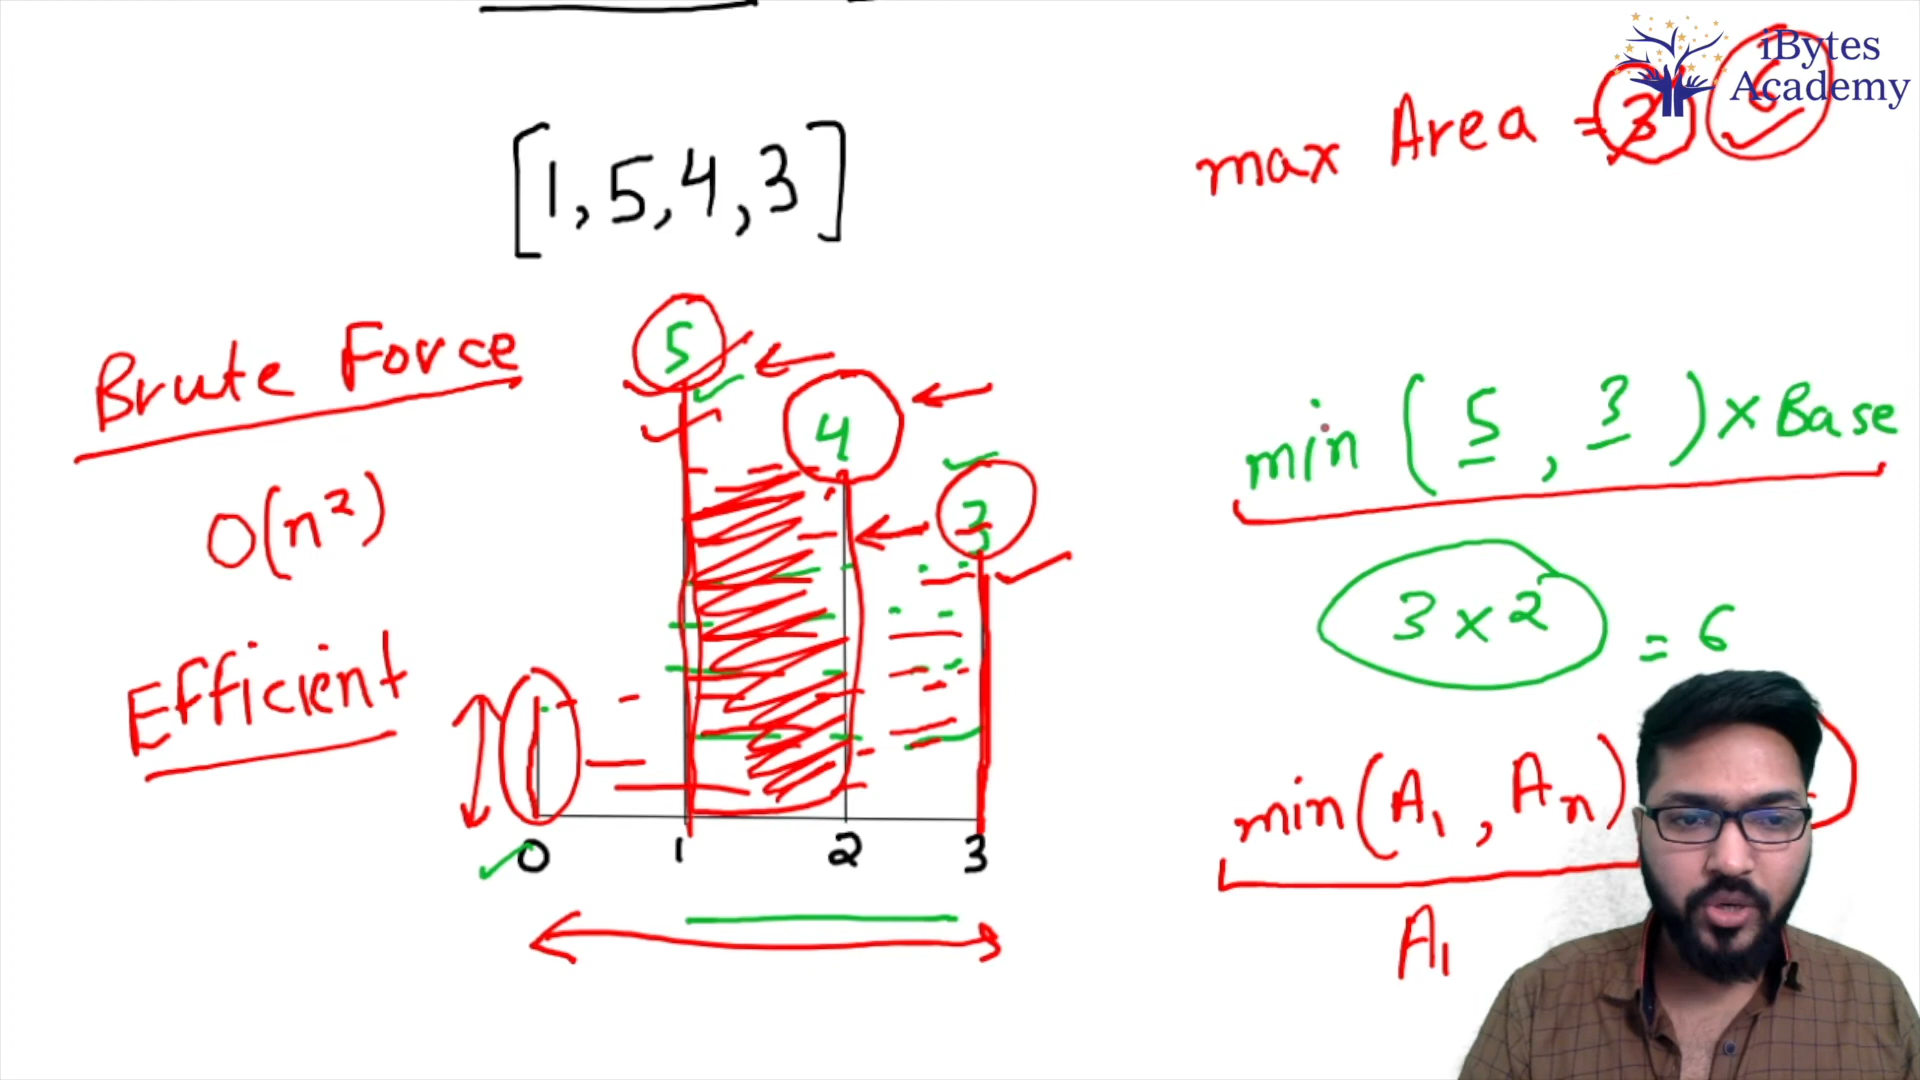 iBytes
Academy
max Area = 3 6
[1,5,4,3]
Brute Force
O(n²)
Efficient
5
4
3
0 1 2 3
min ( 5 , 3 ) × Base
3 × 2 = 6
min(A₁ , Aₙ)
A₁